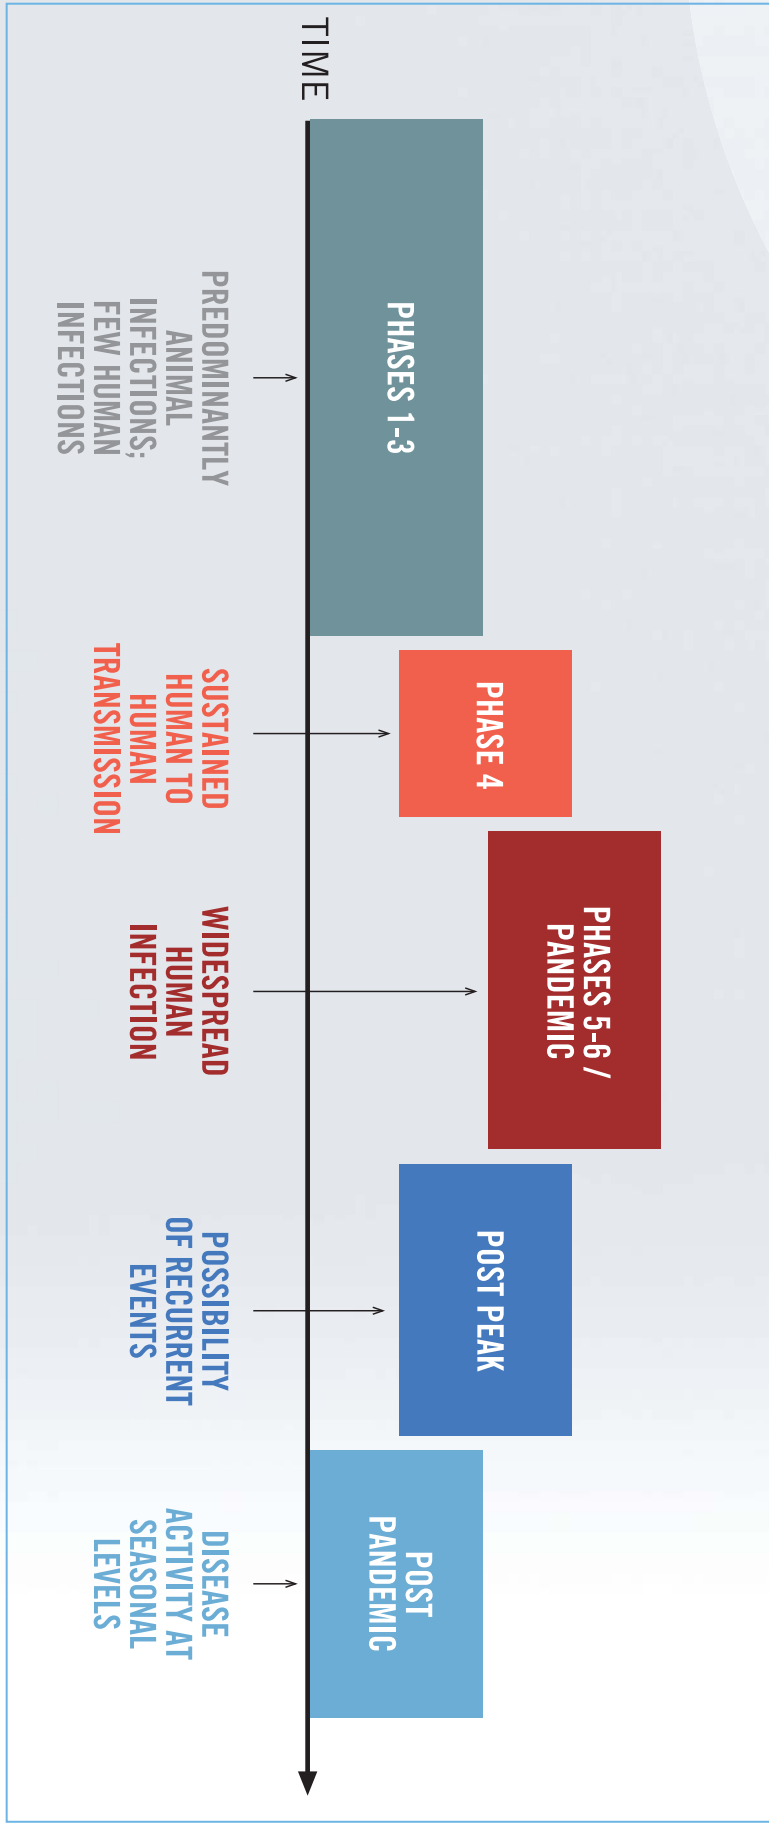 TIME
PHASES 1-3
PREDOMINANTLY
ANIMAL
INFECTIONS;
FEW HUMAN
INFECTIONS
PHASE 4
SUSTAINED
HUMAN TO
HUMAN
TRANSMISSION
PHASES 5-6 /
PANDEMIC
WIDESPREAD
HUMAN
INFECTION
POST PEAK
POSSIBILITY
OF RECURRENT
EVENTS
POST
PANDEMIC
DISEASE
ACTIVITY AT
SEASONAL
LEVELS